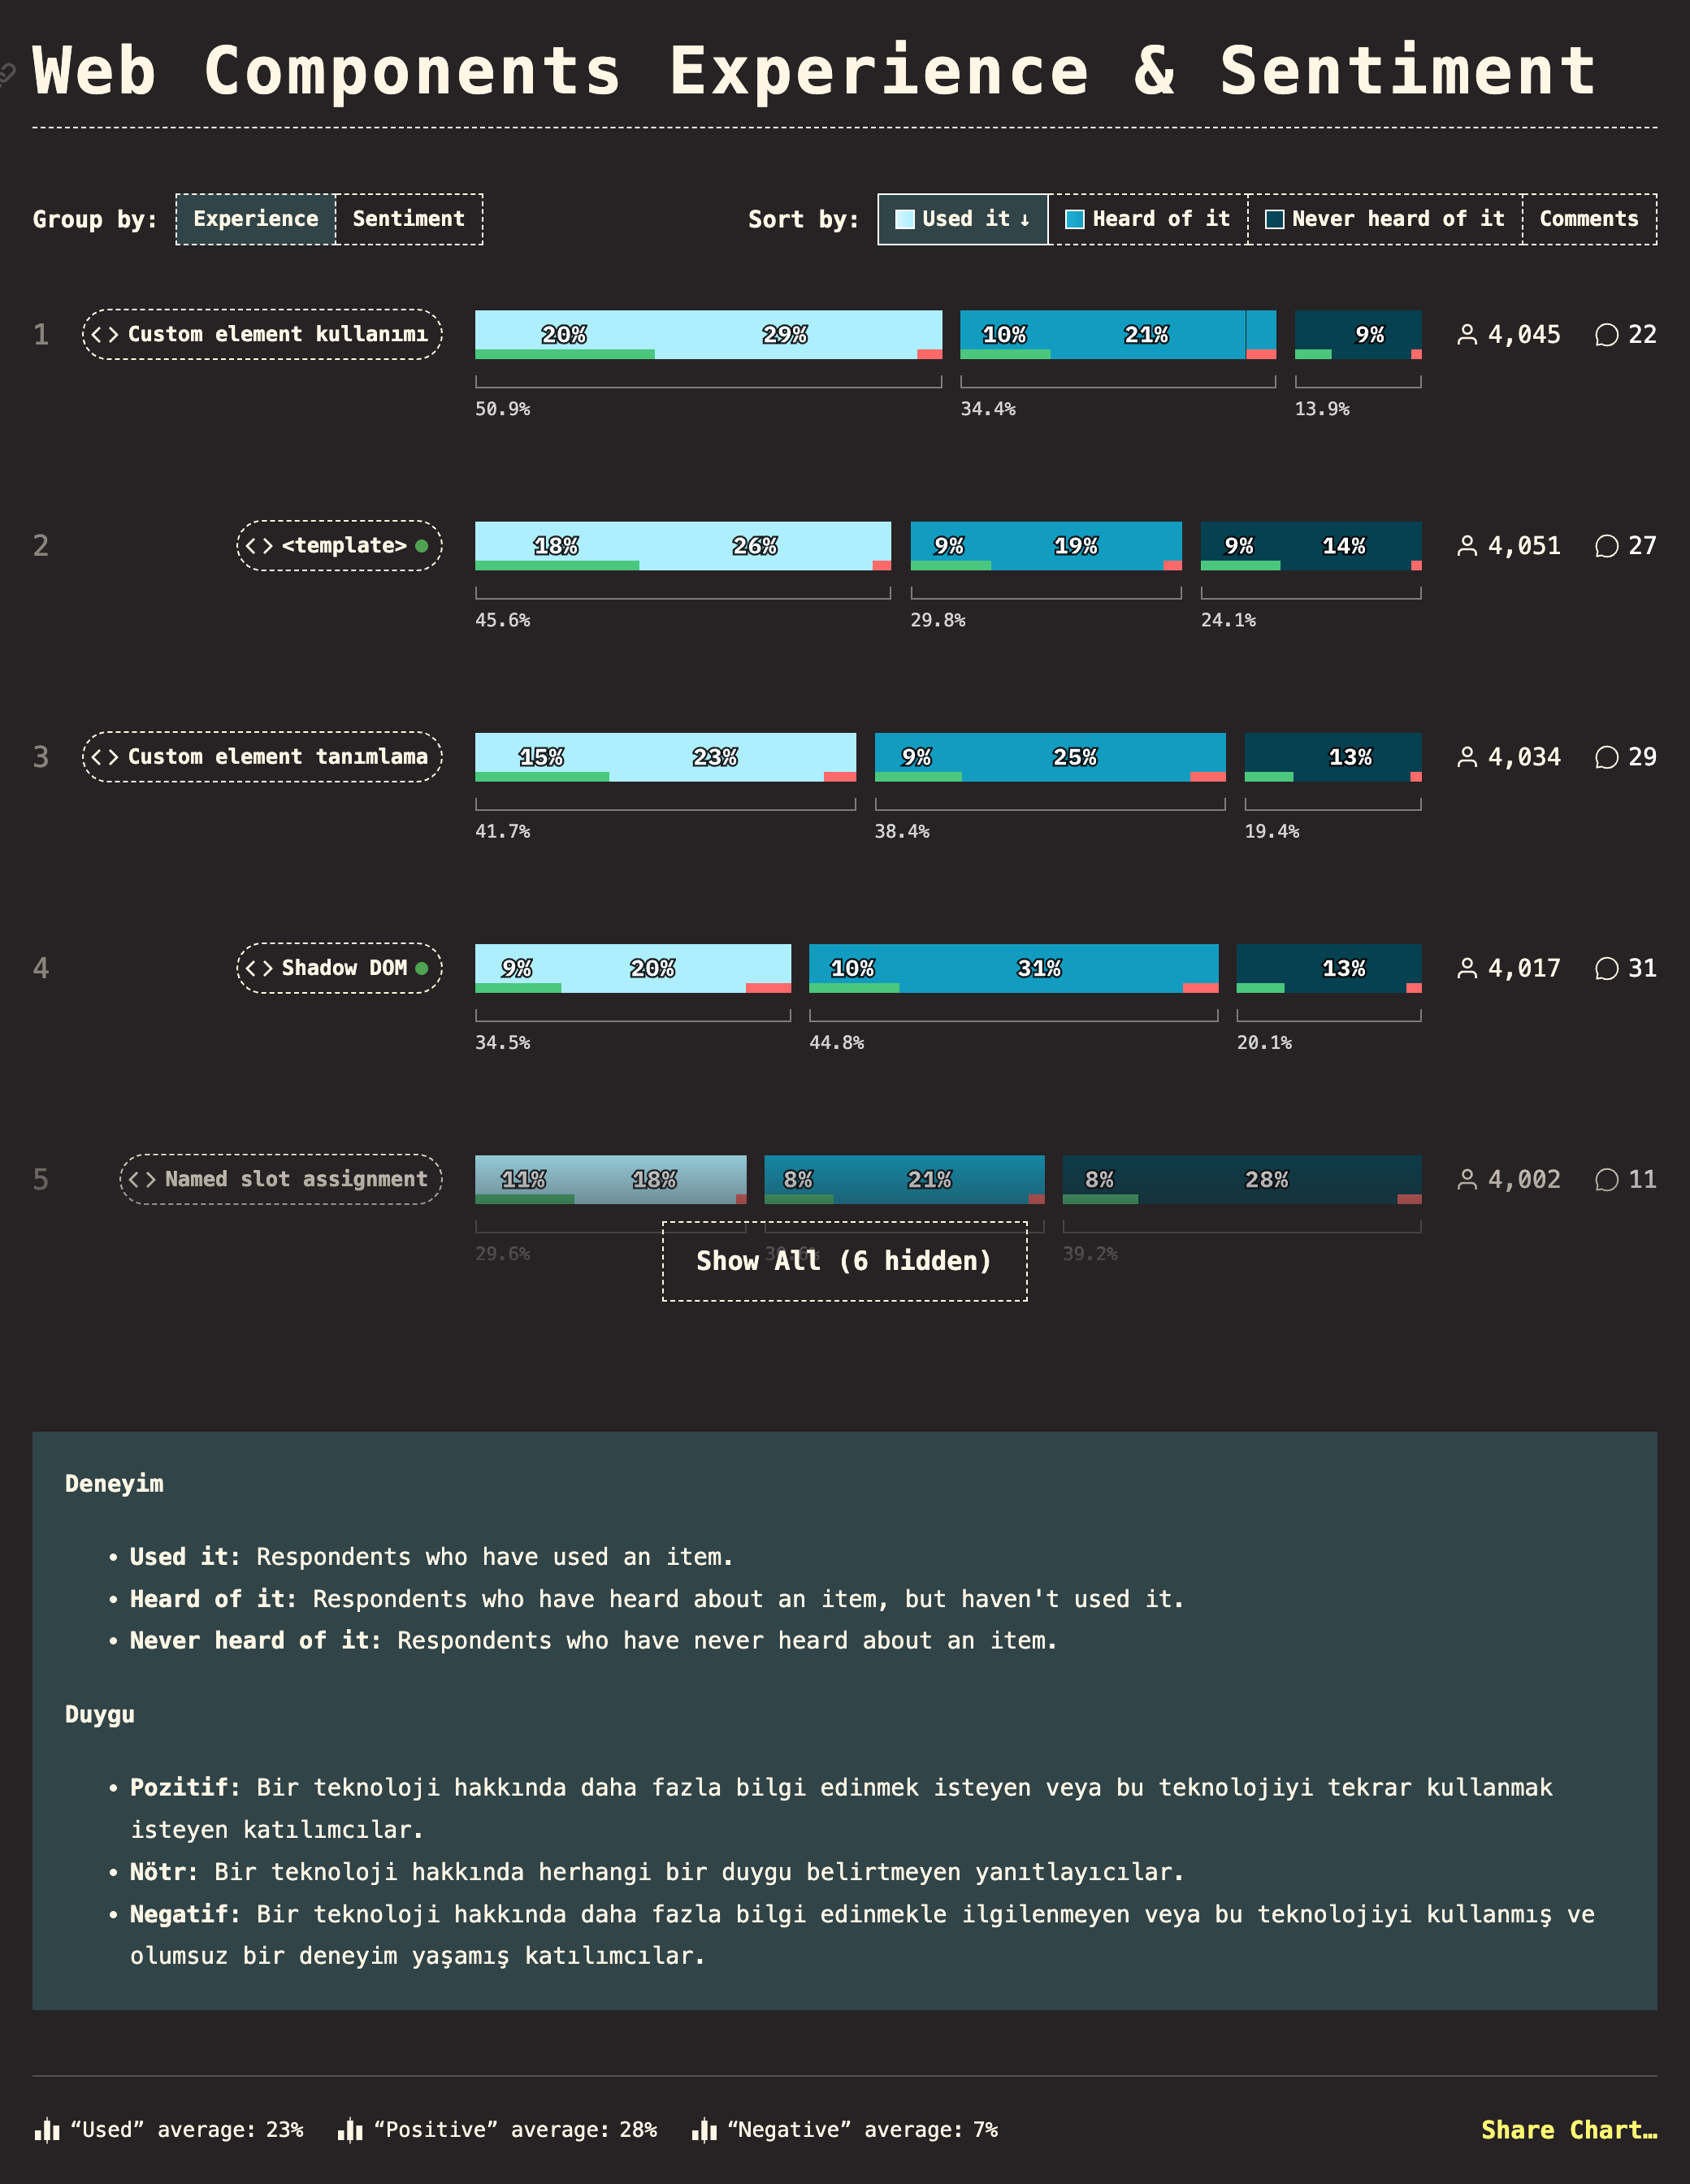 Web Components Experience & Sentiment
Group by: Experience Sentiment Sort by: Used it ↓ Heard of it Never heard of it Comments
1 <> Custom element kullanımı 20% 29% 10% 21% 9% 4,045 22
50.9% 34.4% 13.9%
2 <> <template> 18% 26% 9% 19% 9% 14% 4,051 27
45.6% 29.8% 24.1%
3 <> Custom element tanımlama 15% 23% 9% 25% 13% 4,034 29
41.7% 38.4% 19.4%
4 <> Shadow DOM 9% 20% 10% 31% 13% 4,017 31
34.5% 44.8% 20.1%
5 <> Named slot assignment 11% 18% 8% 21% 8% 28% 4,002 11
29.6% 39.2%
Show All (6 hidden)
Deneyim
• Used it: Respondents who have used an item.
• Heard of it: Respondents who have heard about an item, but haven't used it.
• Never heard of it: Respondents who have never heard about an item.
Duygu
• Pozitif: Bir teknoloji hakkında daha fazla bilgi edinmek isteyen veya bu teknolojiyi tekrar kullanmak
isteyen katılımcılar.
• Nötr: Bir teknoloji hakkında herhangi bir duygu belirtmeyen yanıtlayıcılar.
• Negatif: Bir teknoloji hakkında daha fazla bilgi edinmekle ilgilenmeyen veya bu teknolojiyi kullanmış ve
olumsuz bir deneyim yaşamış katılımcılar.
“Used” average: 23% “Positive” average: 28% “Negative” average: 7% Share Chart…